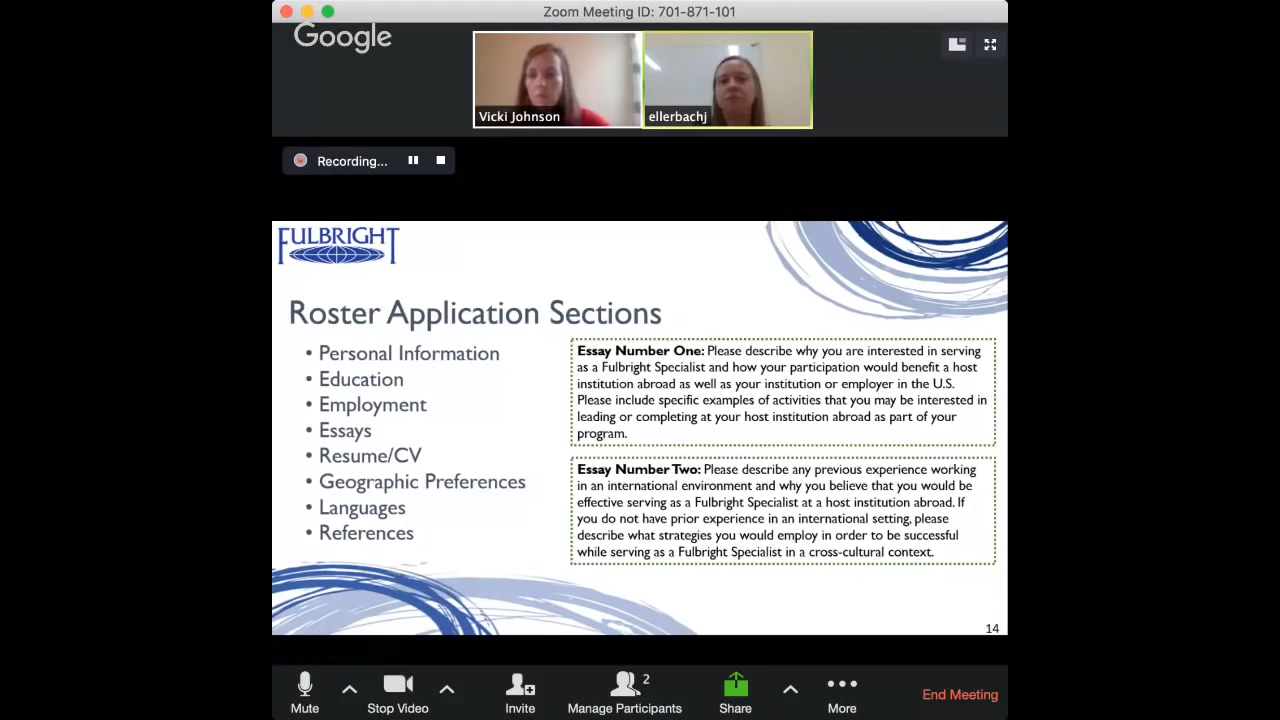 Zoom Meeting ID: 701-871-101
Google
Vicki Johnson
ellerbachj
Recording...
FULBRIGHT
Roster Application Sections
• Personal Information
• Education
• Employment
• Essays
• Resume/CV
• Geographic Preferences
• Languages
• References
Essay Number One: Please describe why you are interested in serving
as a Fulbright Specialist and how your participation would benefit a host
institution abroad as well as your institution or employer in the U.S.
Please include specific examples of activities that you may be interested in
leading or completing at your host institution abroad as part of your
program.
Essay Number Two: Please describe any previous experience working
in an international environment and why you believe that you would be
effective serving as a Fulbright Specialist at a host institution abroad. If
you do not have prior experience in an international setting, please
describe what strategies you would employ in order to be successful
while serving as a Fulbright Specialist in a cross-cultural context.
14
Mute
Stop Video
Invite
2
Manage Participants
Share
More
End Meeting